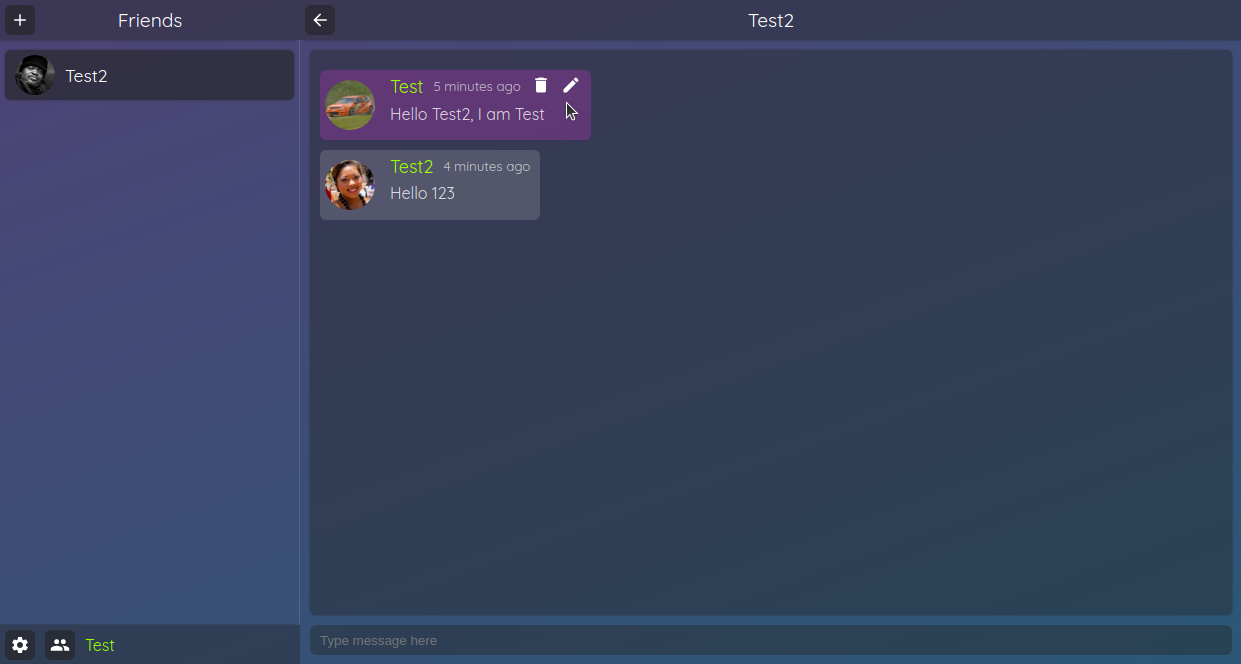 Friends
Test2
Test2
Test 5 minutes ago
Hello Test2, I am Test
Test2 4 minutes ago
Hello 123
Test
Type message here